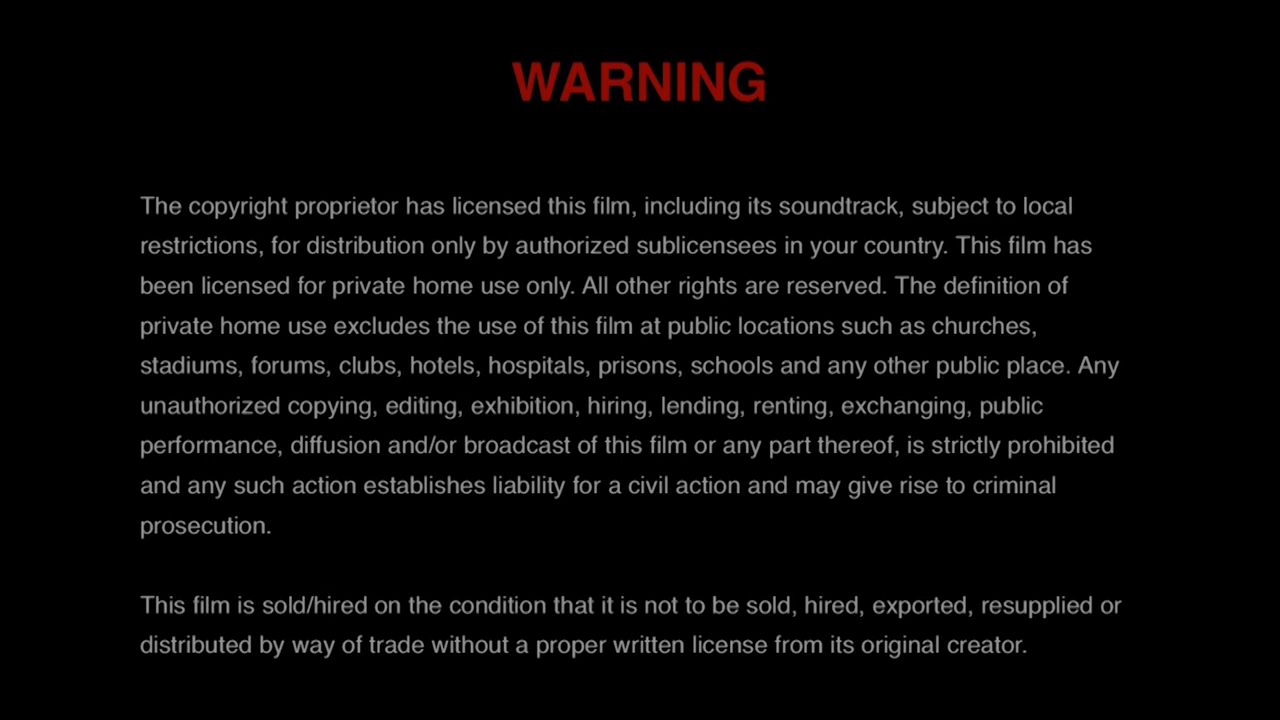 WARNING
The copyright proprietor has licensed this film, including its soundtrack, subject to local
restrictions, for distribution only by authorized sublicensees in your country. This film has
been licensed for private home use only. All other rights are reserved. The definition of
private home use excludes the use of this film at public locations such as churches,
stadiums, forums, clubs, hotels, hospitals, prisons, schools and any other public place. Any
unauthorized copying, editing, exhibition, hiring, lending, renting, exchanging, public
performance, diffusion and/or broadcast of this film or any part thereof, is strictly prohibited
and any such action establishes liability for a civil action and may give rise to criminal
prosecution.
This film is sold/hired on the condition that it is not to be sold, hired, exported, resupplied or
distributed by way of trade without a proper written license from its original creator.